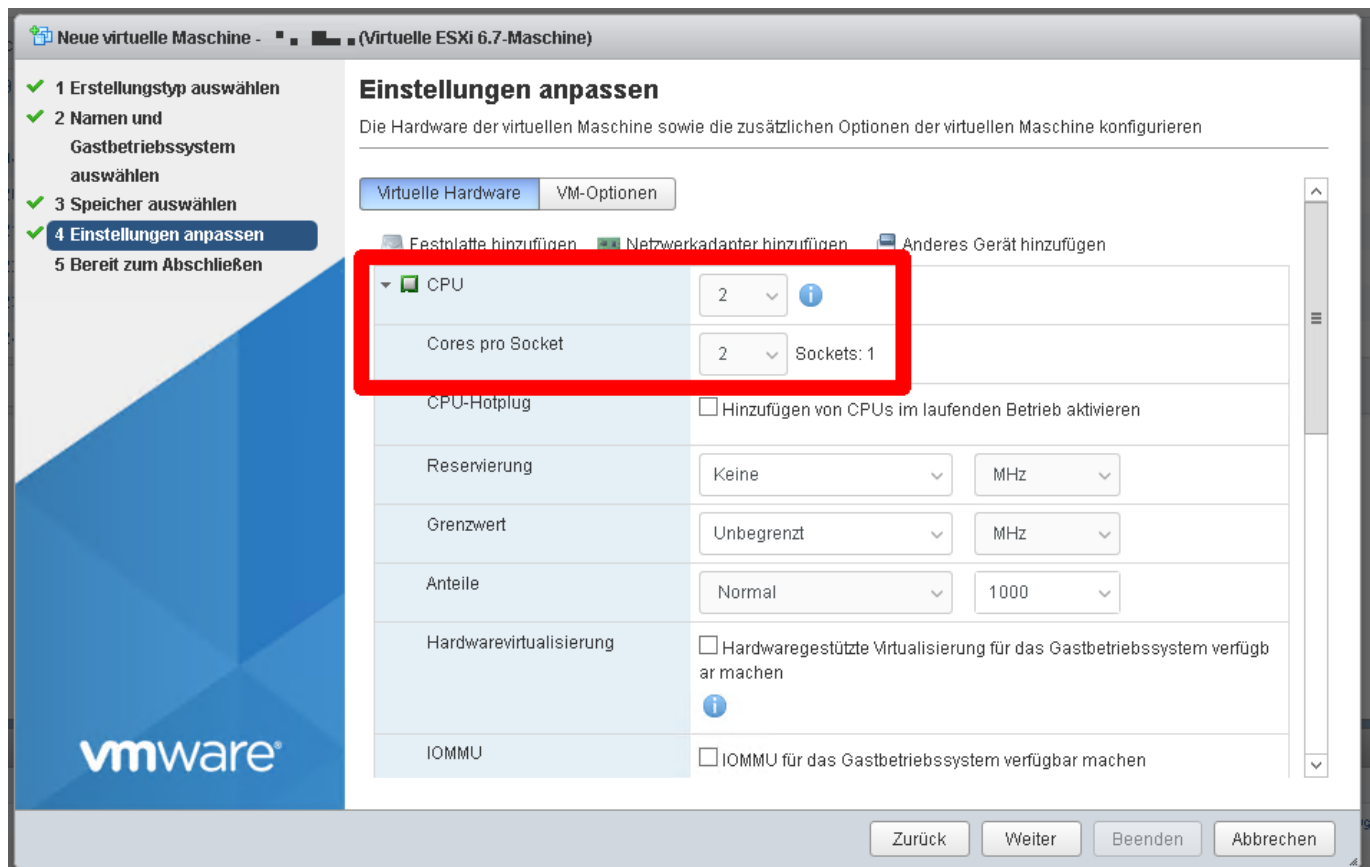 Neue virtuelle Maschine - (Virtuelle ESXi 6.7-Maschine)
1 Erstellungstyp auswählen
2 Namen und
Gastbetriebssystem
auswählen
3 Speicher auswählen
4 Einstellungen anpassen
5 Bereit zum Abschließen
vmware®
Einstellungen anpassen
Die Hardware der virtuellen Maschine sowie die zusätzlichen Optionen der virtuellen Maschine konfigurieren
Virtuelle Hardware VM-Optionen
Festplatte hinzufügen Netzwerkadapter hinzufügen Anderes Gerät hinzufügen
CPU 2
Cores pro Socket 2 Sockets: 1
CPU-Hotplug Hinzufügen von CPUs im laufenden Betrieb aktivieren
Reservierung Keine MHz
Grenzwert Unbegrenzt MHz
Anteile Normal 1000
Hardwarevirtualisierung Hardwaregestützte Virtualisierung für das Gastbetriebssystem verfügb
ar machen
IOMMU IOMMU für das Gastbetriebssystem verfügbar machen
Zurück Weiter Beenden Abbrechen